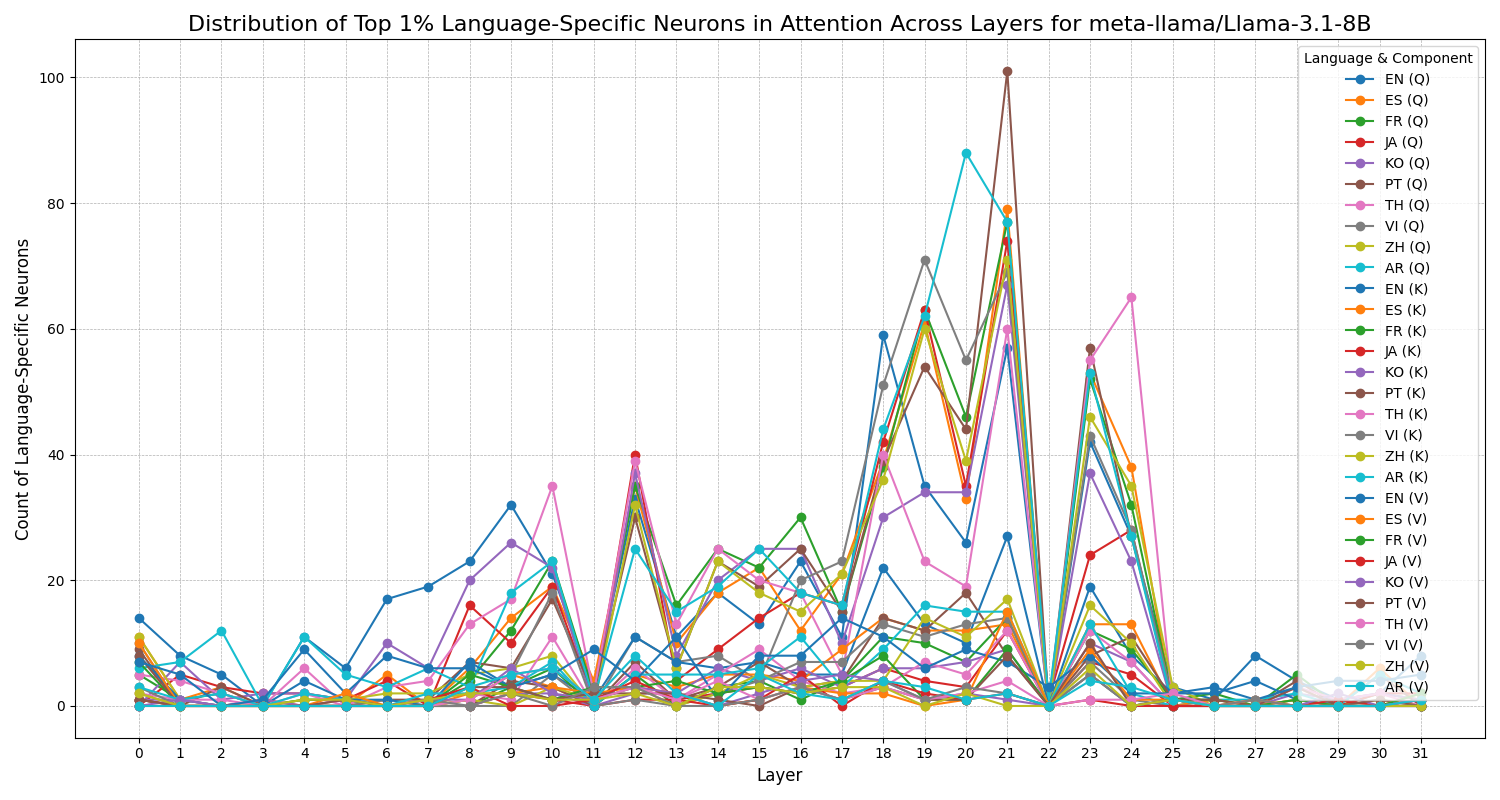 Distribution of Top 1% Language-Specific Neurons in Attention Across Layers for meta-llama/Llama-3.1-8B
Count of Language-Specific Neurons
100
80
60
40
20
0
0 1 2 3 4 5 6 7 8 9 10 11 12 13 14 15 16 17 18 19 20 21 22 23 24 25 26 27 28 29 30 31
Layer
Language & Component
EN (Q)
ES (Q)
FR (Q)
JA (Q)
KO (Q)
PT (Q)
TH (Q)
VI (Q)
ZH (Q)
AR (Q)
EN (K)
ES (K)
FR (K)
JA (K)
KO (K)
PT (K)
TH (K)
VI (K)
ZH (K)
AR (K)
EN (V)
ES (V)
FR (V)
JA (V)
KO (V)
PT (V)
TH (V)
VI (V)
ZH (V)
AR (V)